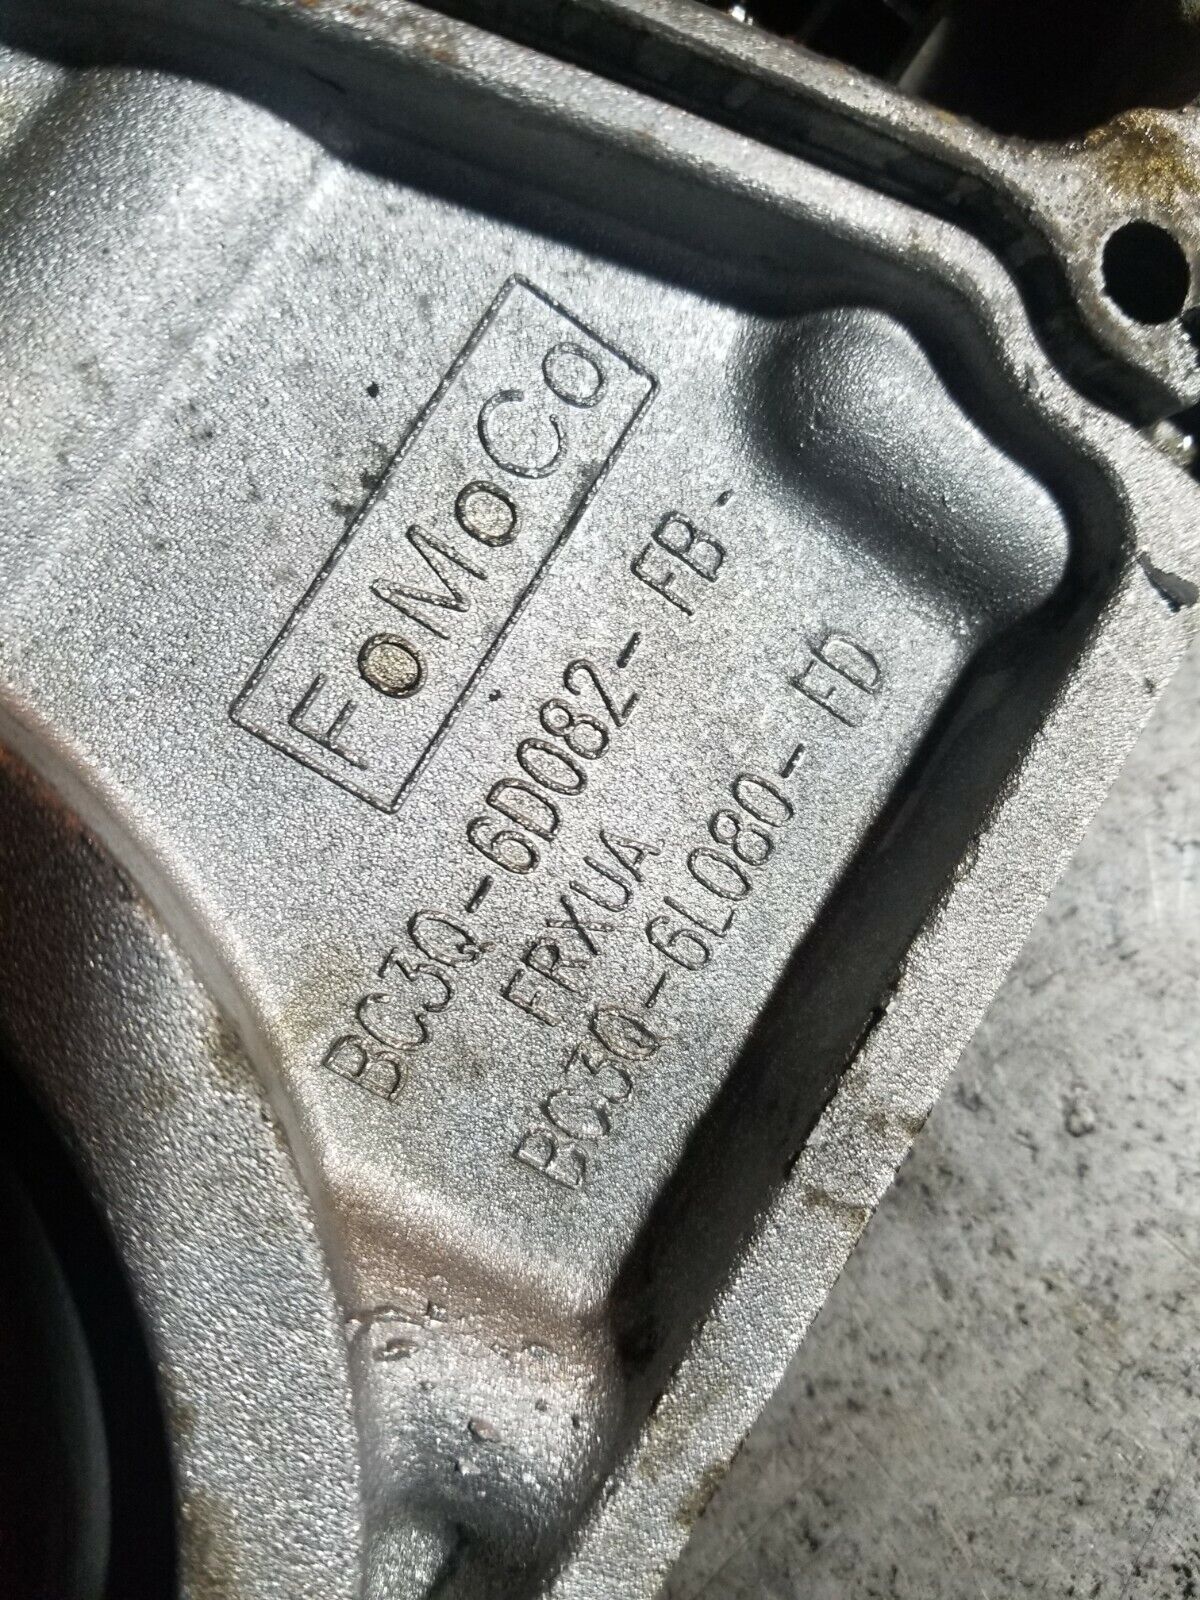 FoMoCo
BC3Q-6D082-FB
FRXUA
BC3Q-6L080-FD